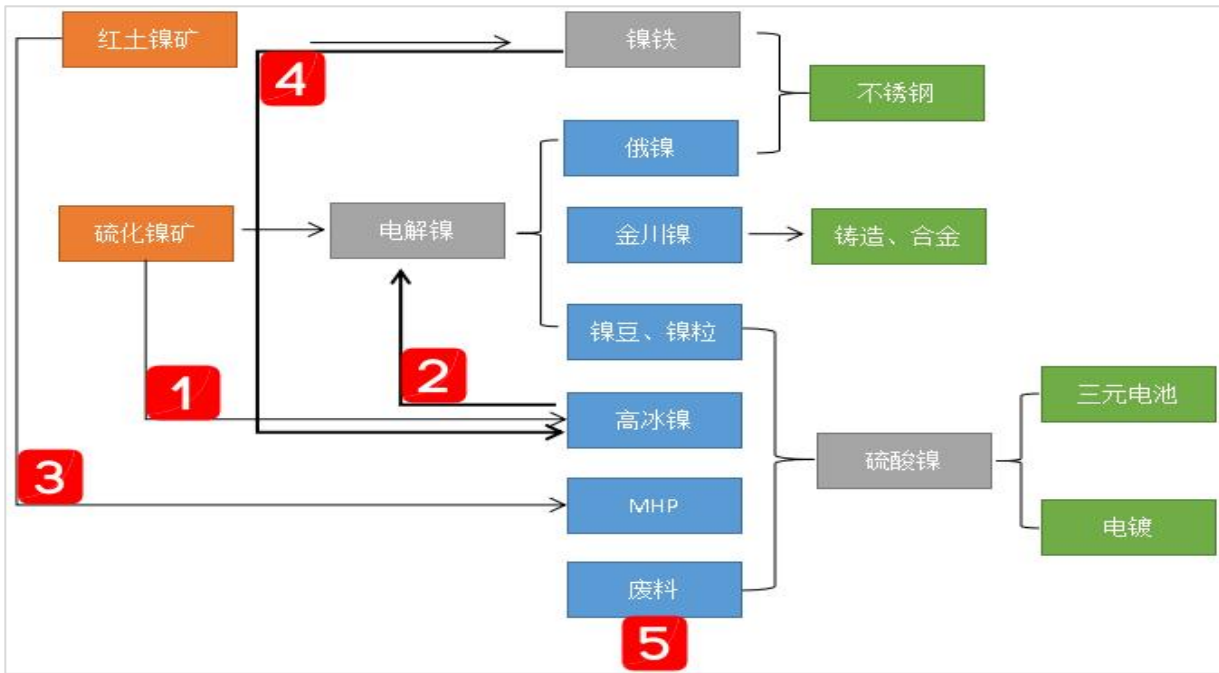 红土镍矿
镍铁
4
不锈钢
俄镍
硫化镍矿
电解镍
金川镍
铸造、合金
镍豆、镍粒
2
1
高冰镍
三元电池
硫酸镍
3
MHP
电镀
废料
5